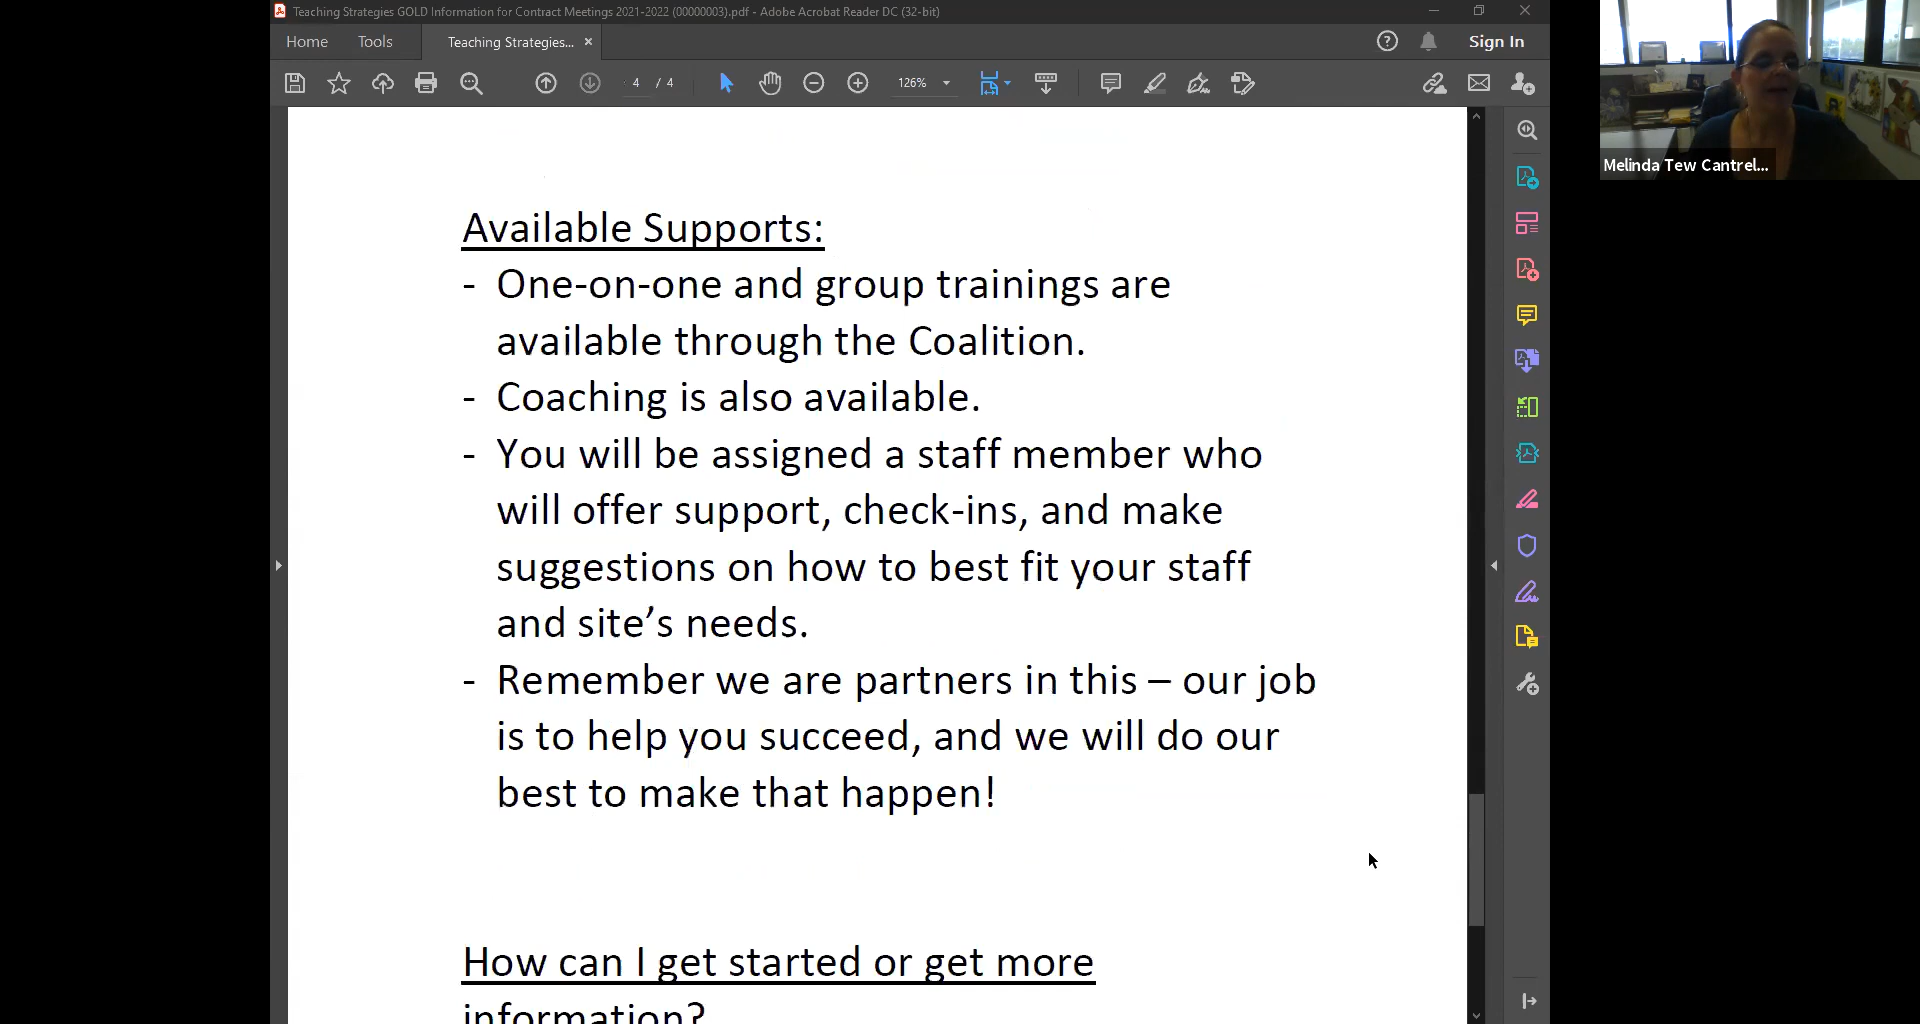 Teaching Strategies GOLD Information for Contract Meetings 2021-2022 (00000003).pdf - Adobe Acrobat Reader DC (32-bit)
Home Tools Teaching Strategies... Sign In
4 / 4 126%
Melinda Tew Cantrel...
Available Supports:
- One-on-one and group trainings are
available through the Coalition.
- Coaching is also available.
- You will be assigned a staff member who
will offer support, check-ins, and make
suggestions on how to best fit your staff
and site’s needs.
- Remember we are partners in this – our job
is to help you succeed, and we will do our
best to make that happen!
How can I get started or get more
information?